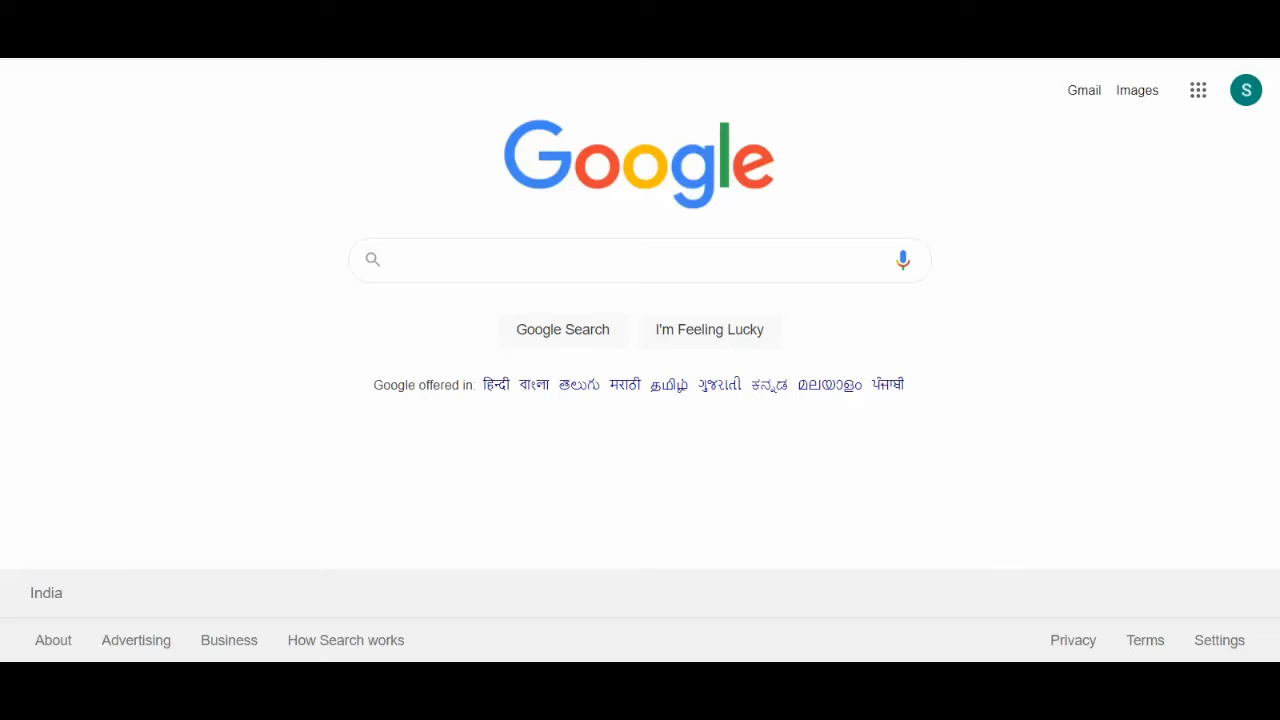 Gmail Images S
Google
Google Search I'm Feeling Lucky
Google offered in: हिन्दी বাংলা తెలుగు मराठी தமிழ் ગુજરાતી ಕನ್ನಡ മലയാളം ਪੰਜਾਬੀ
India
About Advertising Business How Search works Privacy Terms Settings